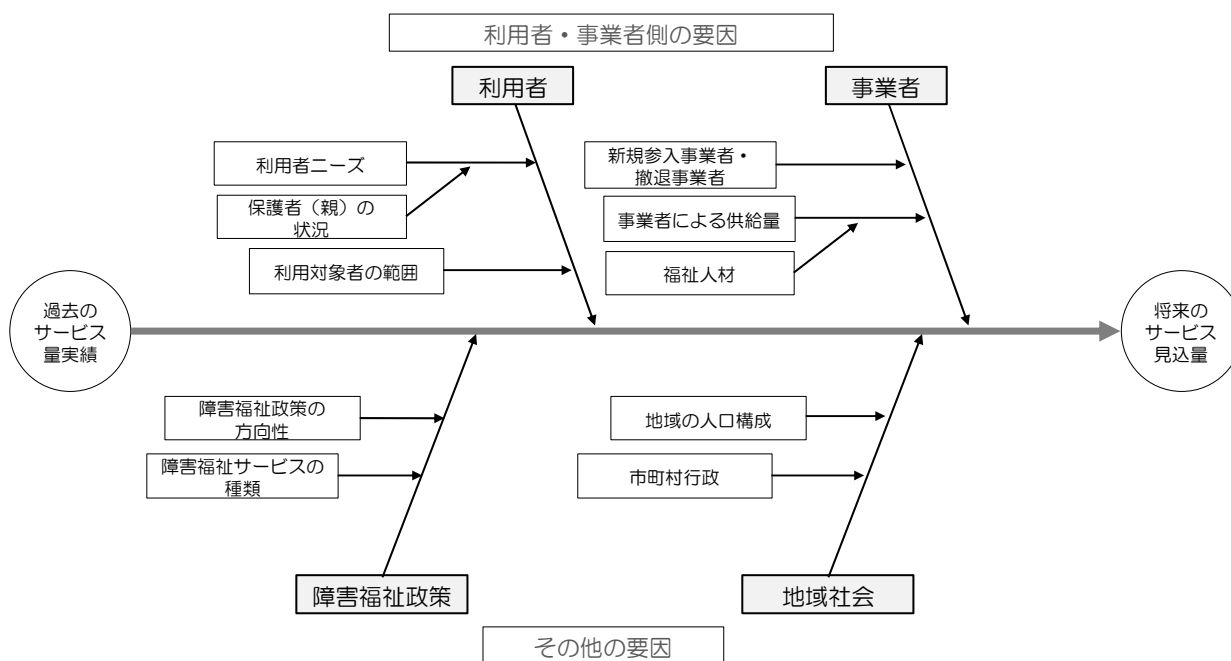 利用者・事業者側の要因
利用者
事業者
利用者ニーズ
保護者（親）の
状況
利用対象者の範囲
新規参入事業者・
撤退事業者
事業者による供給量
福祉人材
過去の
サービス
量実績
将来の
サービス
見込量
障害福祉政策の
方向性
障害福祉サービスの
種類
地域の人口構成
市町村行政
障害福祉政策
地域社会
その他の要因